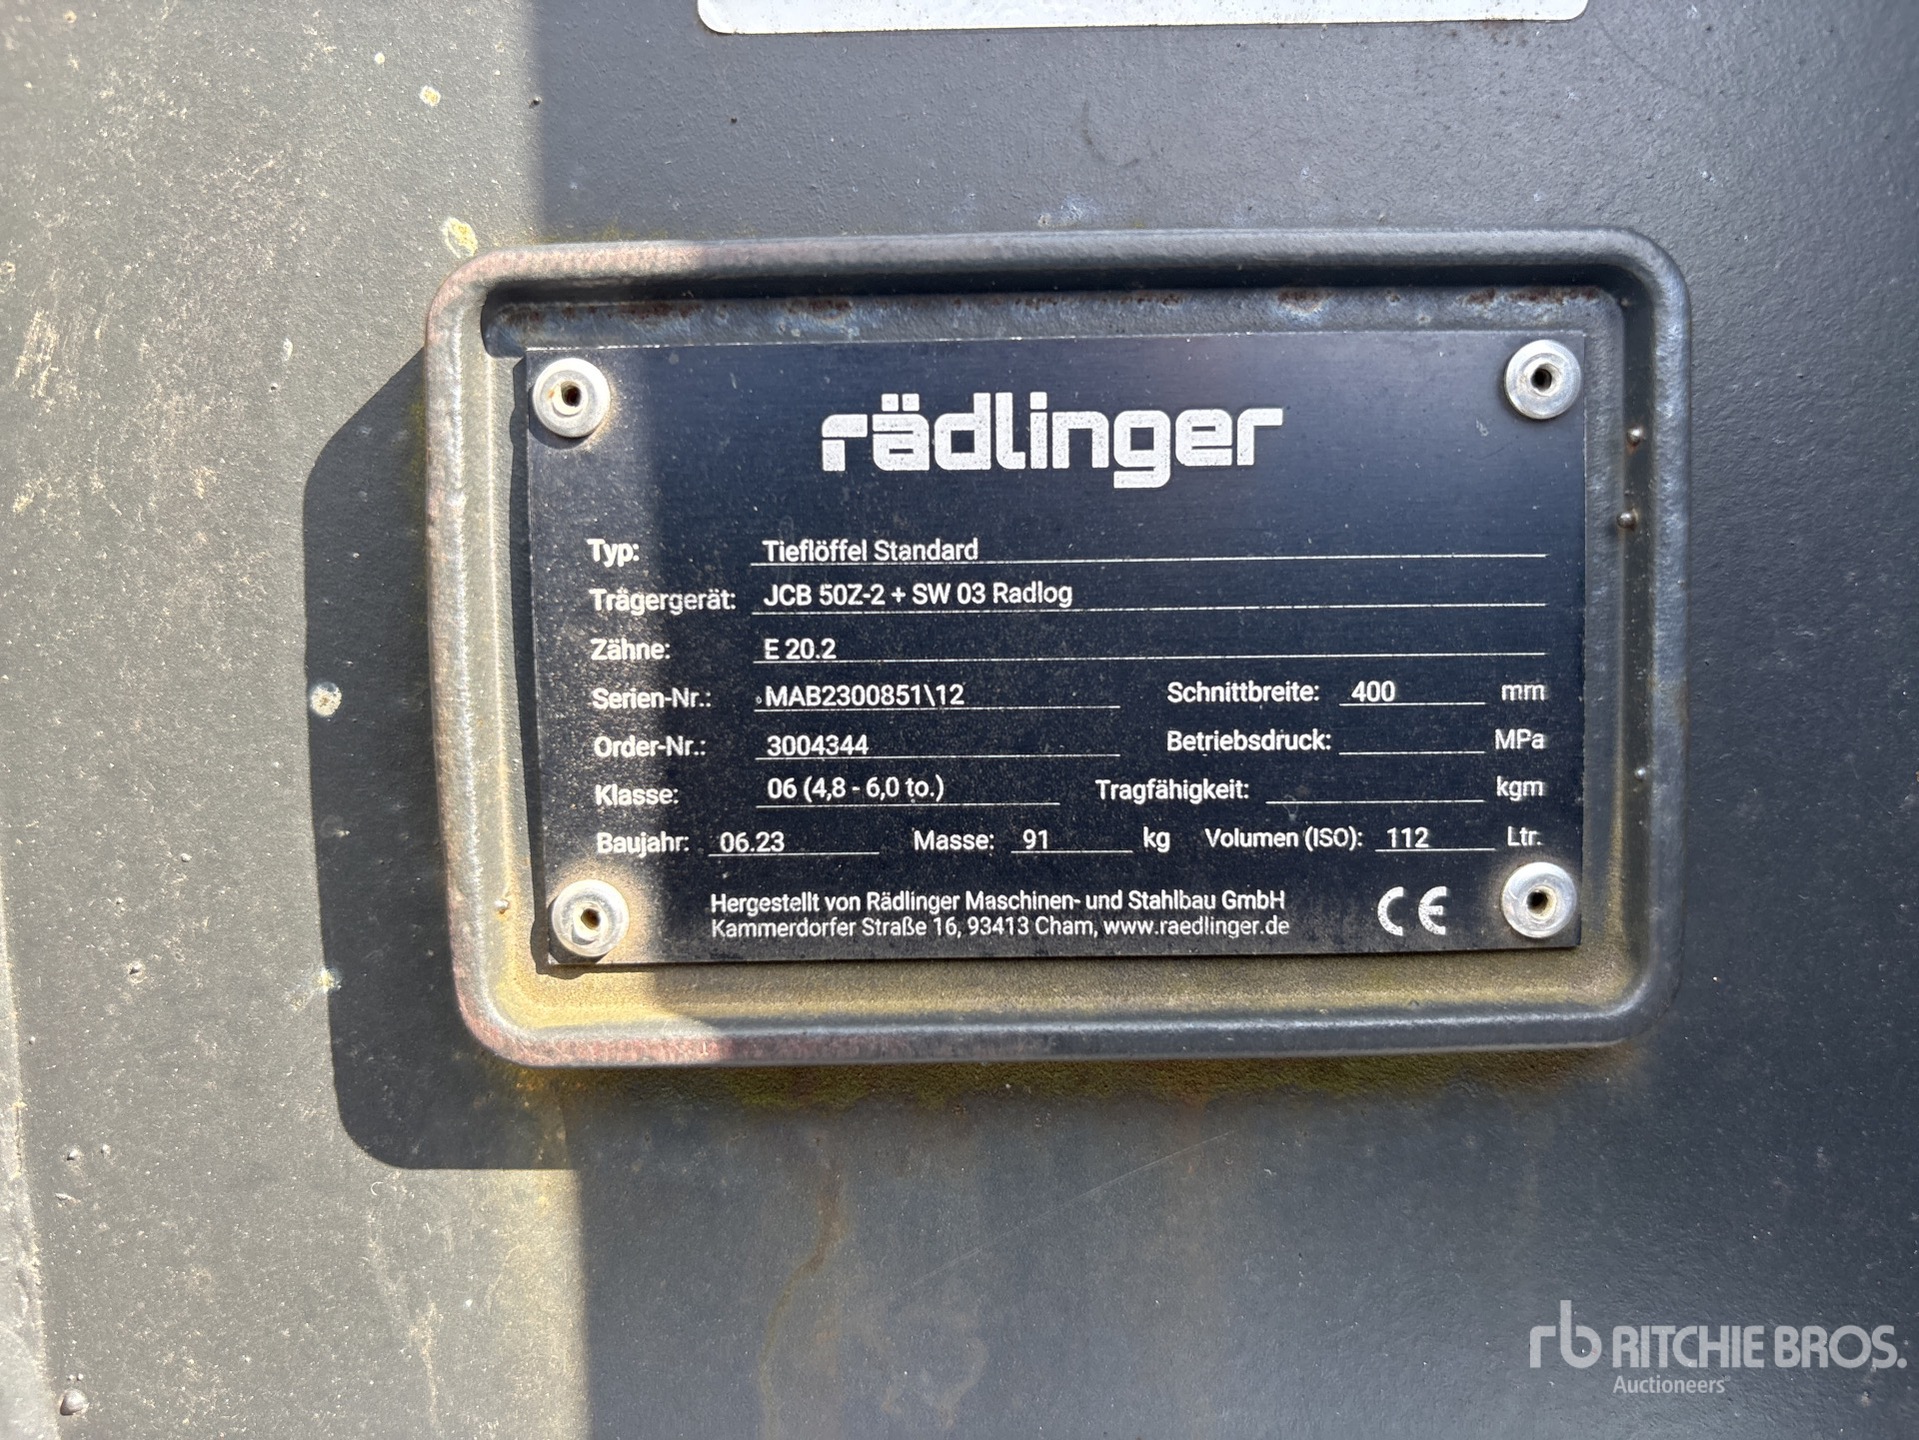 rädlinger
Typ: Tieflöffel Standard
Trägergerät: JCB 50Z-2 + SW 03 Radlog
Zähne: E 20.2
Serien-Nr.: MAB2300851\12 Schnittbreite: 400 mm
Order-Nr.: 3004344 Betriebsdruck: MPa
Klasse: 06 (4,8 - 6,0 to.) Tragfähigkeit: kgm
Baujahr: 06.23 Masse: 91 kg Volumen (ISO): 112 Ltr.
Hergestellt von Rädlinger Maschinen- und Stahlbau GmbH
Kammerdorfer Straße 16, 93413 Cham, www.raedlinger.de
CE
rb RITCHIE BROS.
Auctioneers